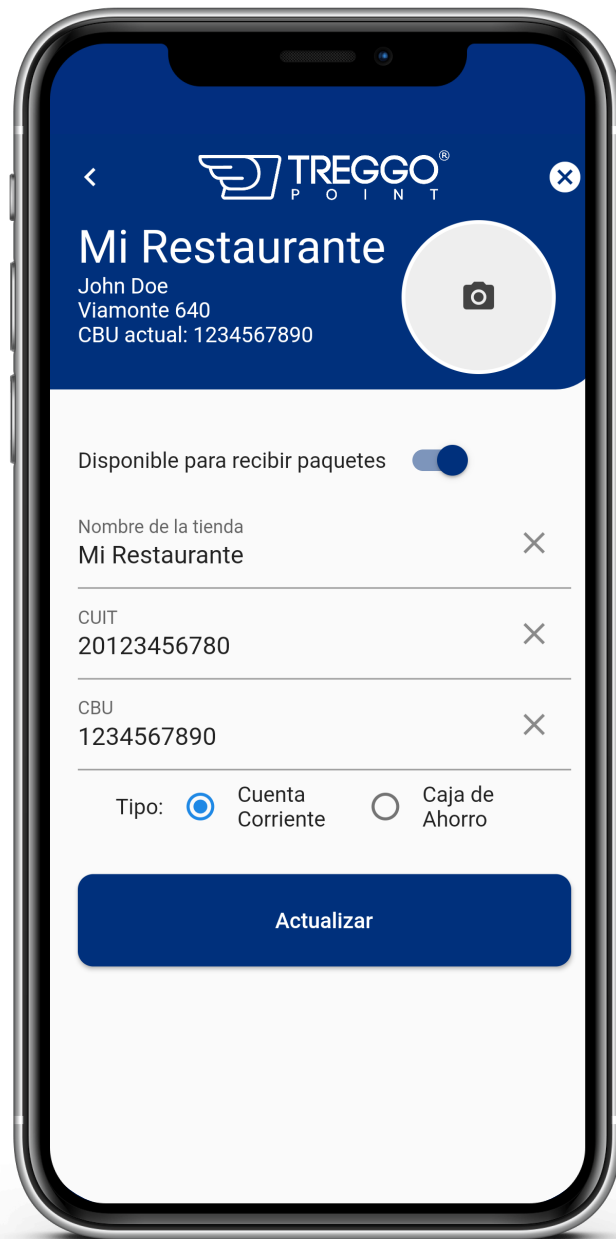 TREGGO®
POINT
Mi Restaurante
John Doe
Viamonte 640
CBU actual: 1234567890
Disponible para recibir paquetes
Nombre de la tienda
Mi Restaurante
CUIT
20123456780
CBU
1234567890
Tipo: Cuenta Corriente Caja de Ahorro
Actualizar